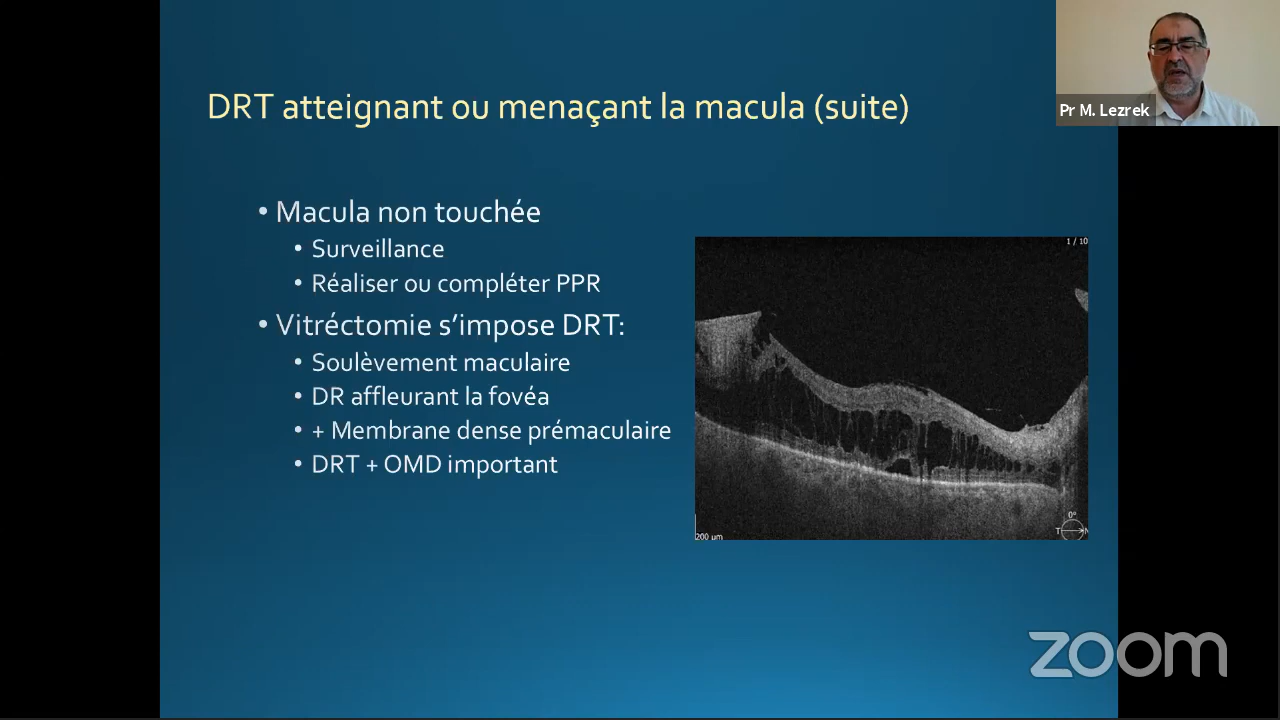 DRT atteignant ou menaçant la macula (suite)
Pr M. Lezrek
• Macula non touchée
• Surveillance
• Réaliser ou compléter PPR
• Vitréctomie s’impose DRT:
• Soulèvement maculaire
• DR affleurant la fovéa
• + Membrane dense prémaculaire
• DRT + OMD important
1 / 10
200 µm
0°
T
N
zoom